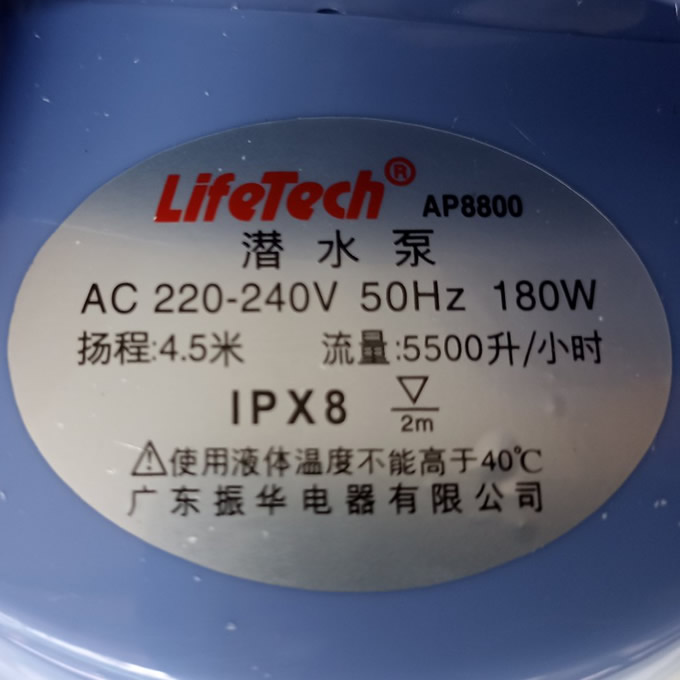 LifeTech® AP8800
潜水泵
AC 220-240V 50Hz 180W
扬程:4.5米 流量:5500升/小时
IPX8 ▽ 2m
⚠使用液体温度不能高于40℃
广东振华电器有限公司